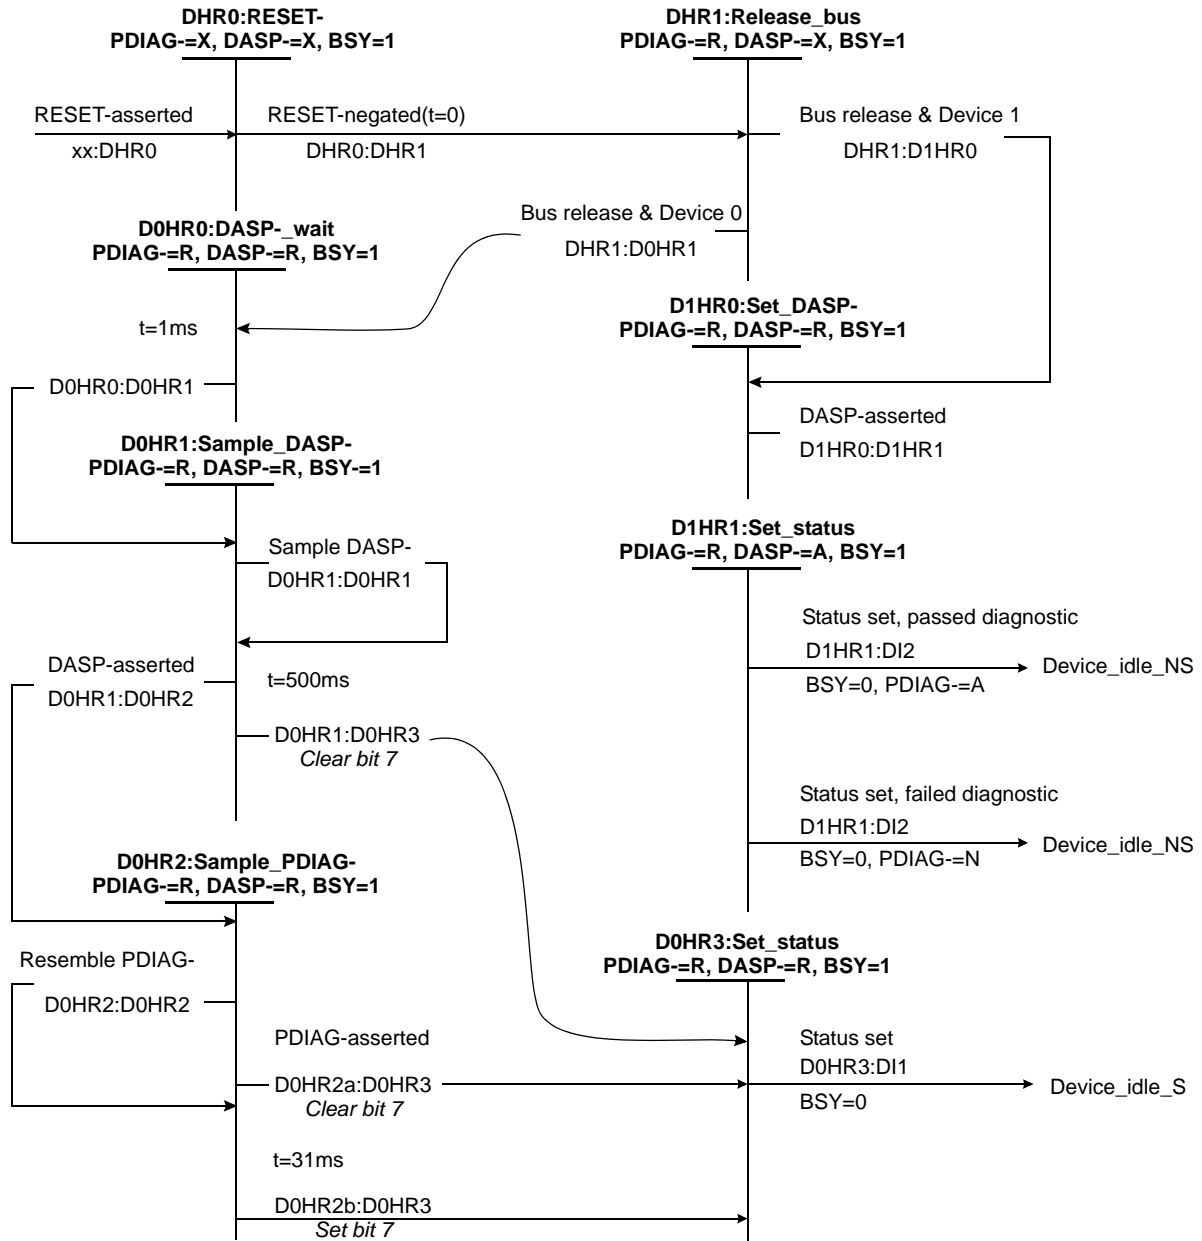 DHR0:RESET-
PDIAG-=X, DASP-=X, BSY=1
DHR1:Release_bus
PDIAG-=R, DASP-=X, BSY=1
RESET-asserted
xx:DHR0
RESET-negated(t=0)
DHR0:DHR1
Bus release & Device 1
DHR1:D1HR0
Bus release & Device 0
DHR1:D0HR1
D0HR0:DASP-_wait
PDIAG-=R, DASP-=R, BSY=1
t=1ms
D0HR0:D0HR1
D1HR0:Set_DASP-
PDIAG-=R, DASP-=R, BSY=1
DASP-asserted
D1HR0:D1HR1
D0HR1:Sample_DASP-
PDIAG-=R, DASP-=R, BSY-=1
Sample DASP-
D0HR1:D0HR1
D1HR1:Set_status
PDIAG-=R, DASP-=A, BSY=1
Status set, passed diagnostic
D1HR1:DI2
BSY=0, PDIAG-=A
Device_idle_NS
DASP-asserted
D0HR1:D0HR2
t=500ms
D0HR1:D0HR3
Clear bit 7
Status set, failed diagnostic
D1HR1:DI2
BSY=0, PDIAG-=N
Device_idle_NS
D0HR2:Sample_PDIAG-
PDIAG-=R, DASP-=R, BSY=1
Resemble PDIAG-
D0HR2:D0HR2
D0HR3:Set_status
PDIAG-=R, DASP-=R, BSY=1
PDIAG-asserted
D0HR2a:D0HR3
Clear bit 7
Status set
D0HR3:DI1
BSY=0
Device_idle_S
t=31ms
D0HR2b:D0HR3
Set bit 7